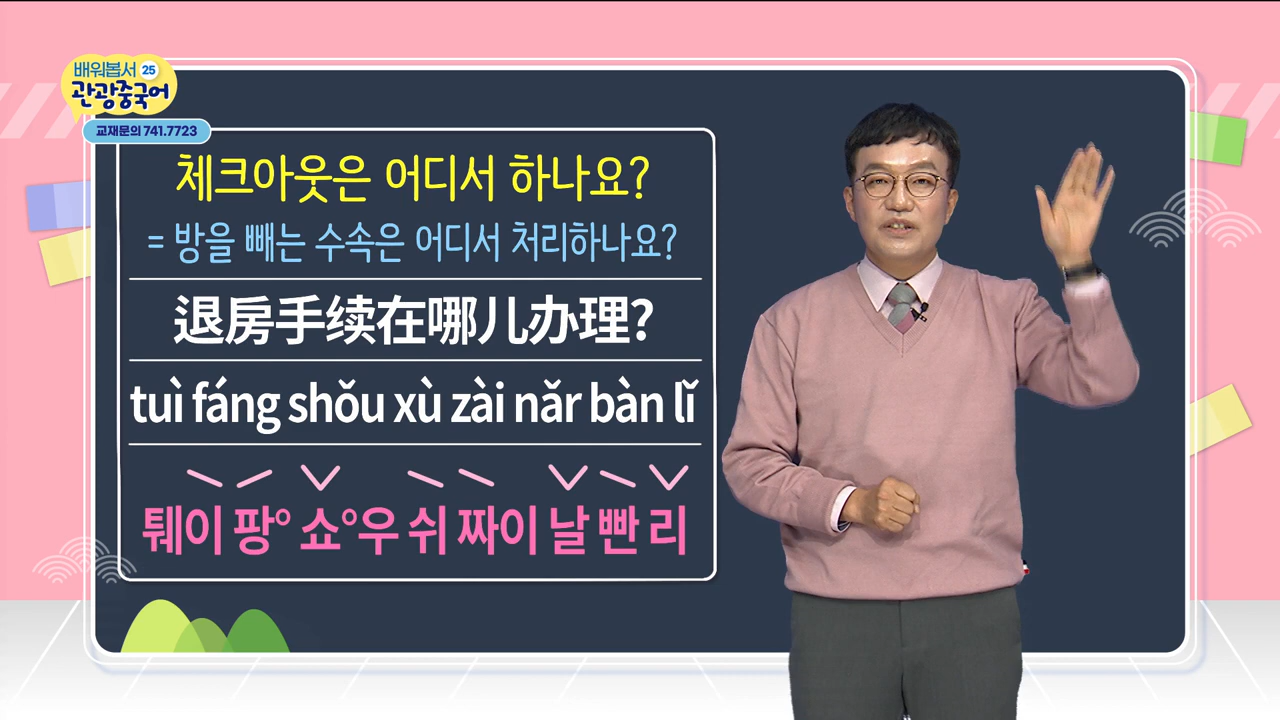 배워봅서 25
관광중국어
교재문의 741.7723
체크아웃은 어디서 하나요?
= 방을 빼는 수속은 어디서 처리하나요?
退房手续在哪儿办理?
tuì fáng shǒu xù zài nǎr bàn lǐ
퉤이 팡° 쇼°우 쉬 짜이 날 빤 리